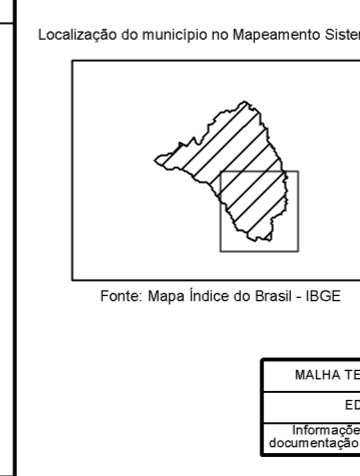 Localização do município no Mapeamento Sister
Fonte: Mapa Índice do Brasil - IBGE
MALHA TE
ED
Informaçõe
documentação